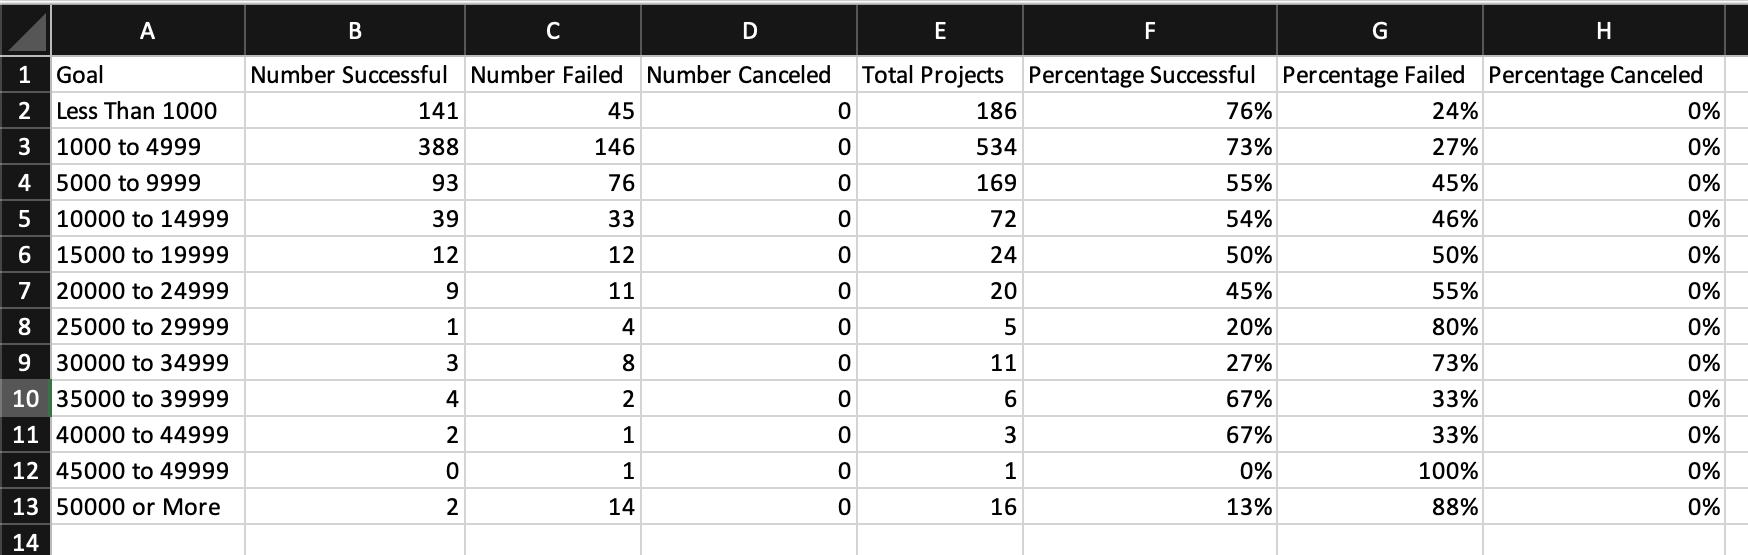 A B C D E F G H
1 Goal Number Successful Number Failed Number Canceled Total Projects Percentage Successful Percentage Failed Percentage Canceled
2 Less Than 1000 141 45 0 186 76% 24% 0%
3 1000 to 4999 388 146 0 534 73% 27% 0%
4 5000 to 9999 93 76 0 169 55% 45% 0%
5 10000 to 14999 39 33 0 72 54% 46% 0%
6 15000 to 19999 12 12 0 24 50% 50% 0%
7 20000 to 24999 9 11 0 20 45% 55% 0%
8 25000 to 29999 1 4 0 5 20% 80% 0%
9 30000 to 34999 3 8 0 11 27% 73% 0%
10 35000 to 39999 4 2 0 6 67% 33% 0%
11 40000 to 44999 2 1 0 3 67% 33% 0%
12 45000 to 49999 0 1 0 1 0% 100% 0%
13 50000 or More 2 14 0 16 13% 88% 0%
14